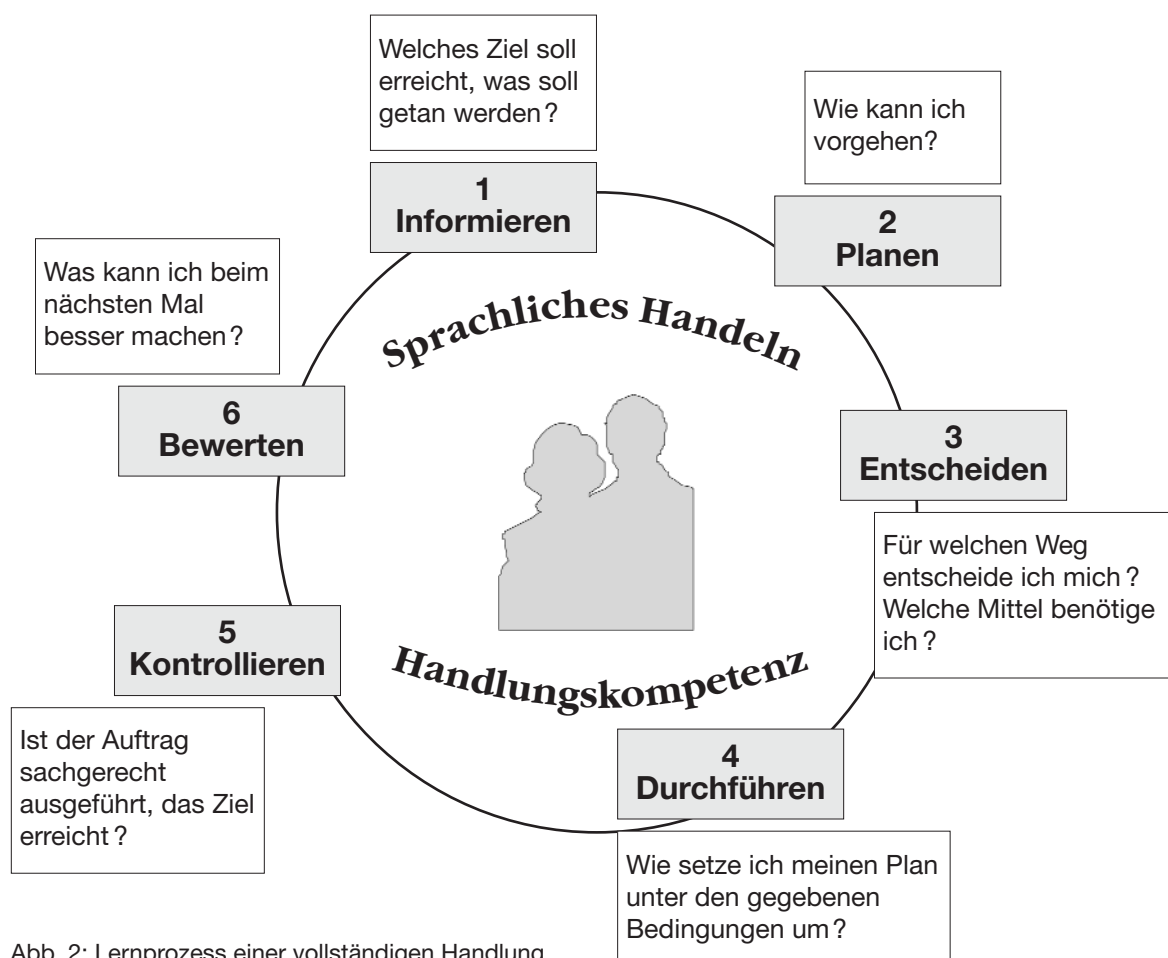 Welches Ziel soll
erreicht, was soll
getan werden?
1
Informieren
Wie kann ich
vorgehen?
2
Planen
3
Entscheiden
Für welchen Weg
entscheide ich mich?
Welche Mittel benötige
ich?
4
Durchführen
Wie setze ich meinen Plan
unter den gegebenen
Bedingungen um?
5
Kontrollieren
Ist der Auftrag
sachgerecht
ausgeführt, das Ziel
erreicht?
Was kann ich beim
nächsten Mal
besser machen?
6
Bewerten
Sprachliches Handeln
Handlungskompetenz
Abb. 2: Lernprozess einer vollständigen Handlung